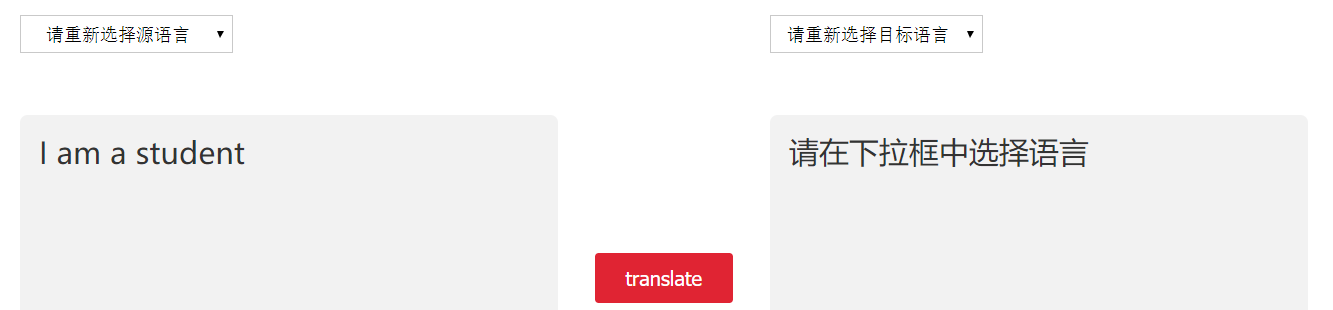 请重新选择源语言
请重新选择目标语言
I am a student
请在下拉框中选择语言
translate